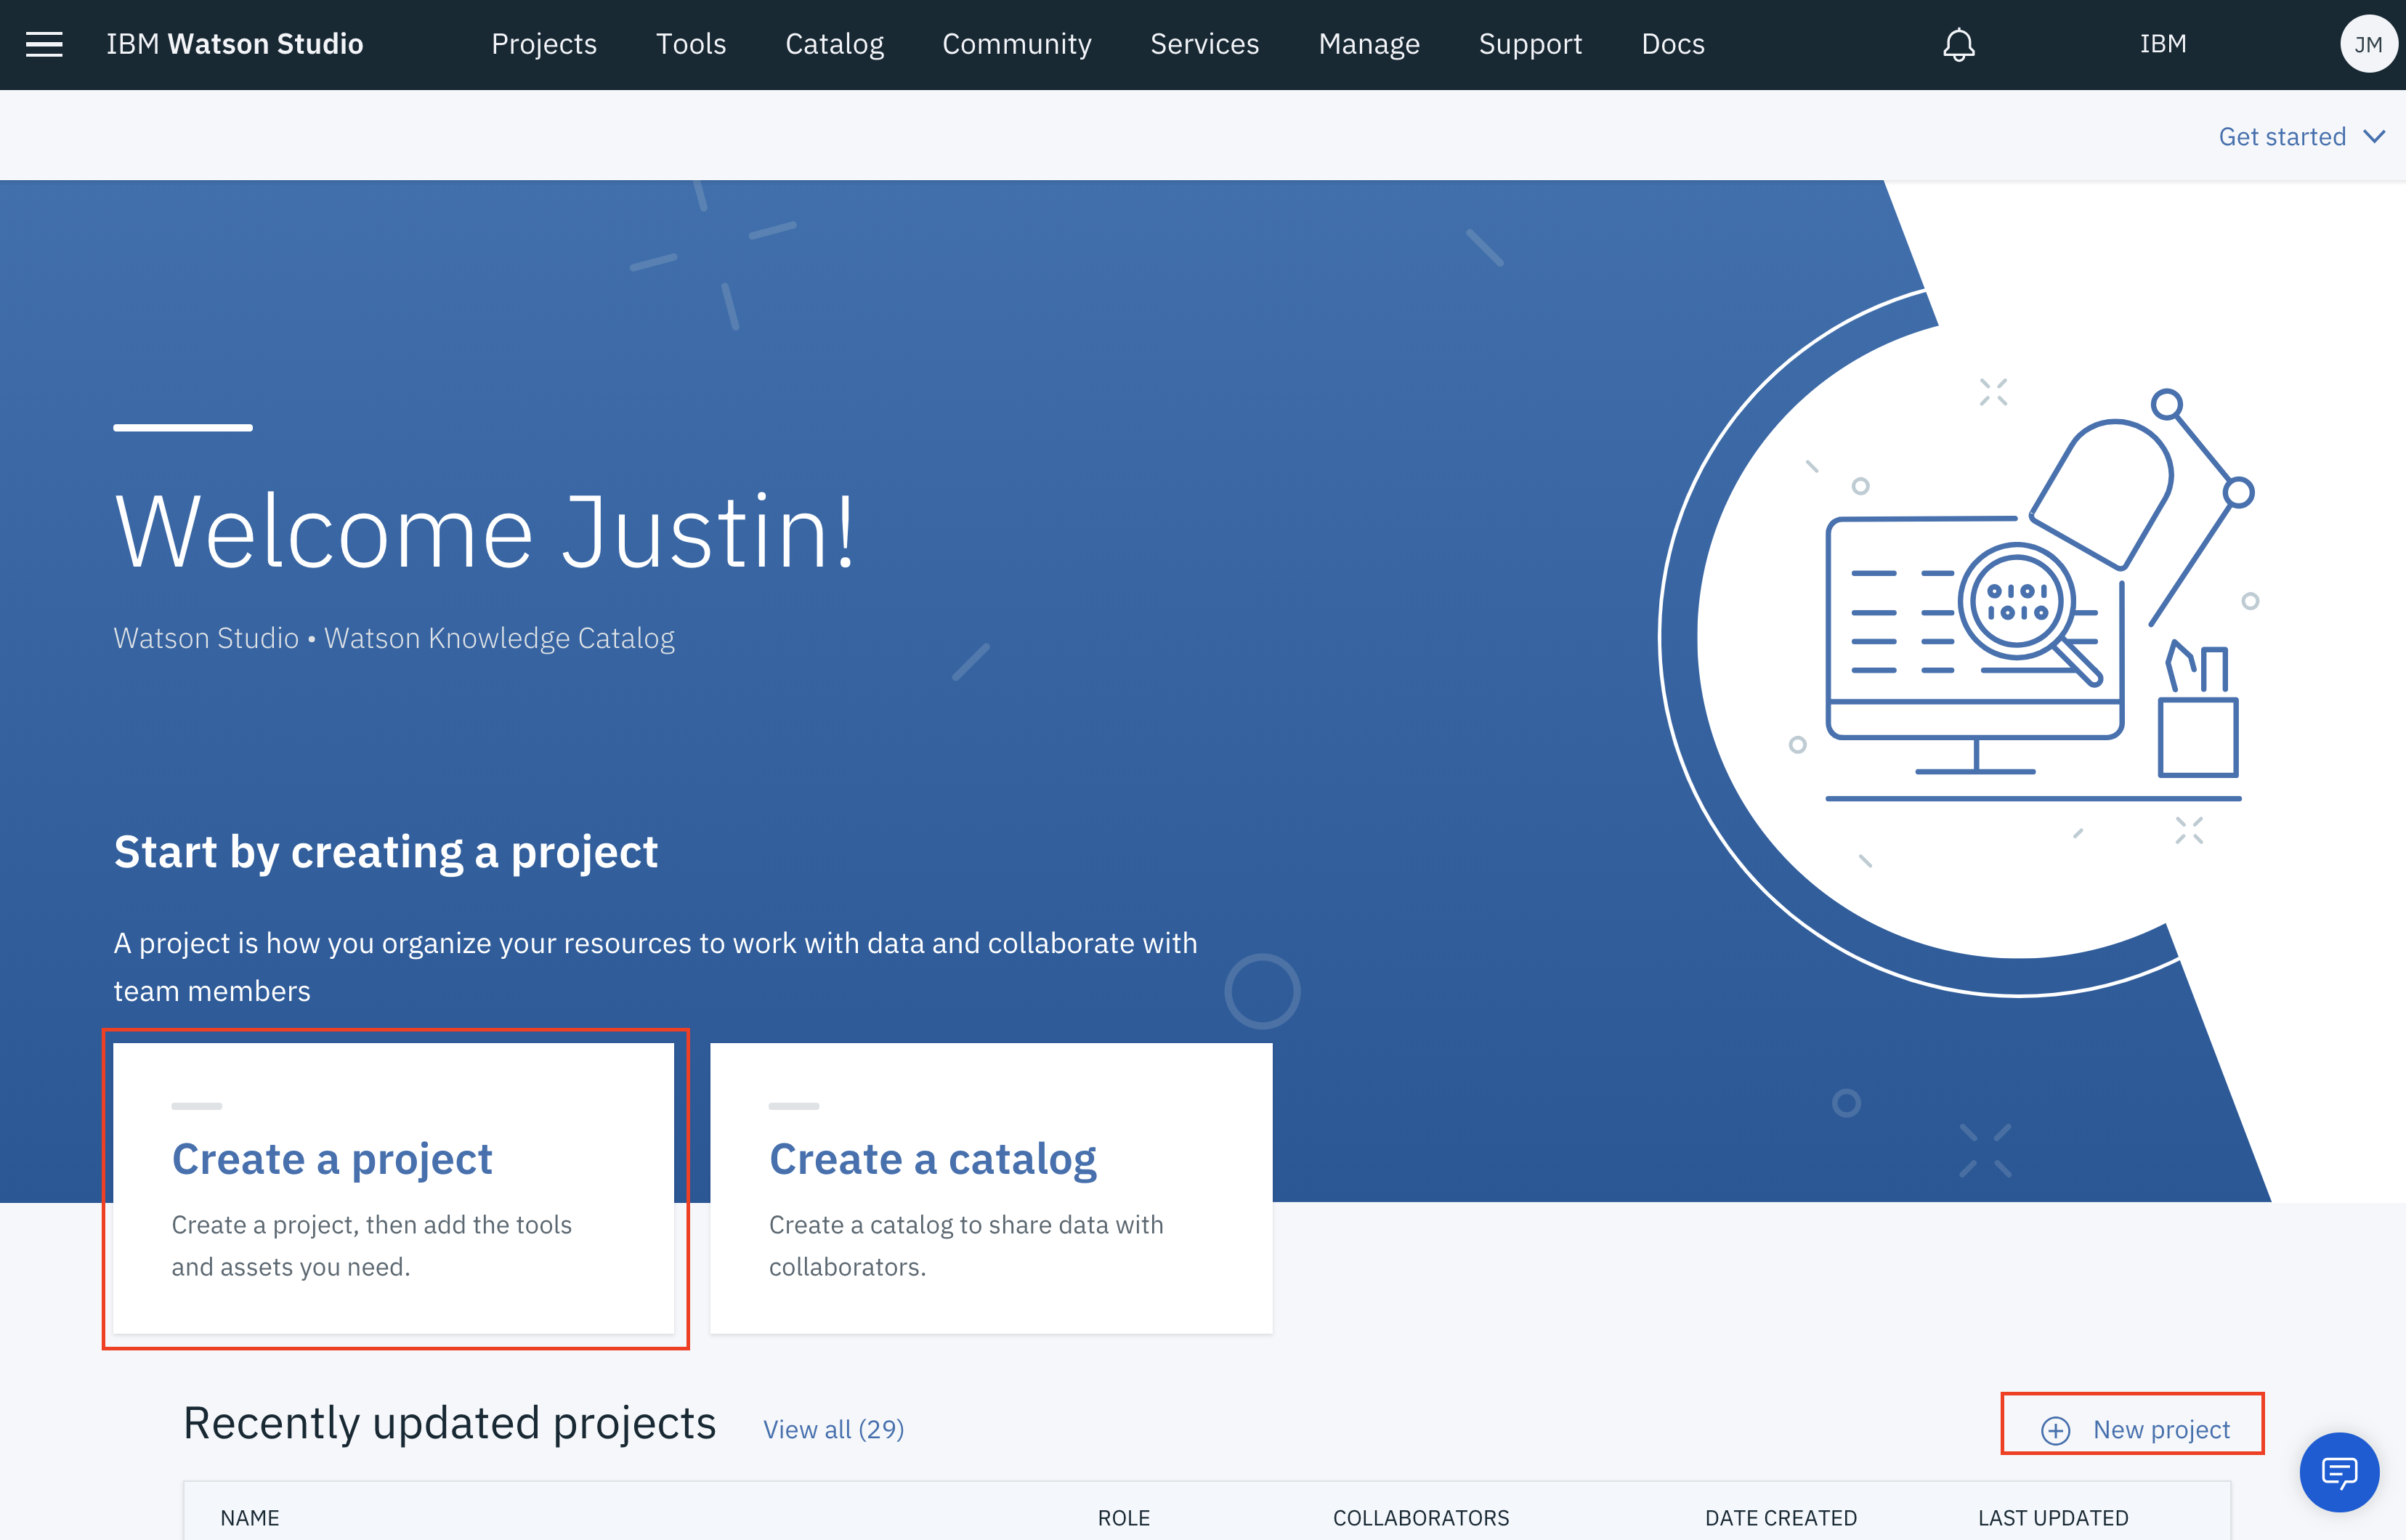 IBM Watson Studio Projects Tools Catalog Community Services Manage Support Docs IBM JM
Get started
Welcome Justin!
Watson Studio • Watson Knowledge Catalog
Start by creating a project
A project is how you organize your resources to work with data and collaborate with
team members
Create a project
Create a project, then add the tools
and assets you need.
Create a catalog
Create a catalog to share data with
collaborators.
Recently updated projects View all (29) New project
NAME ROLE COLLABORATORS DATE CREATED LAST UPDATED